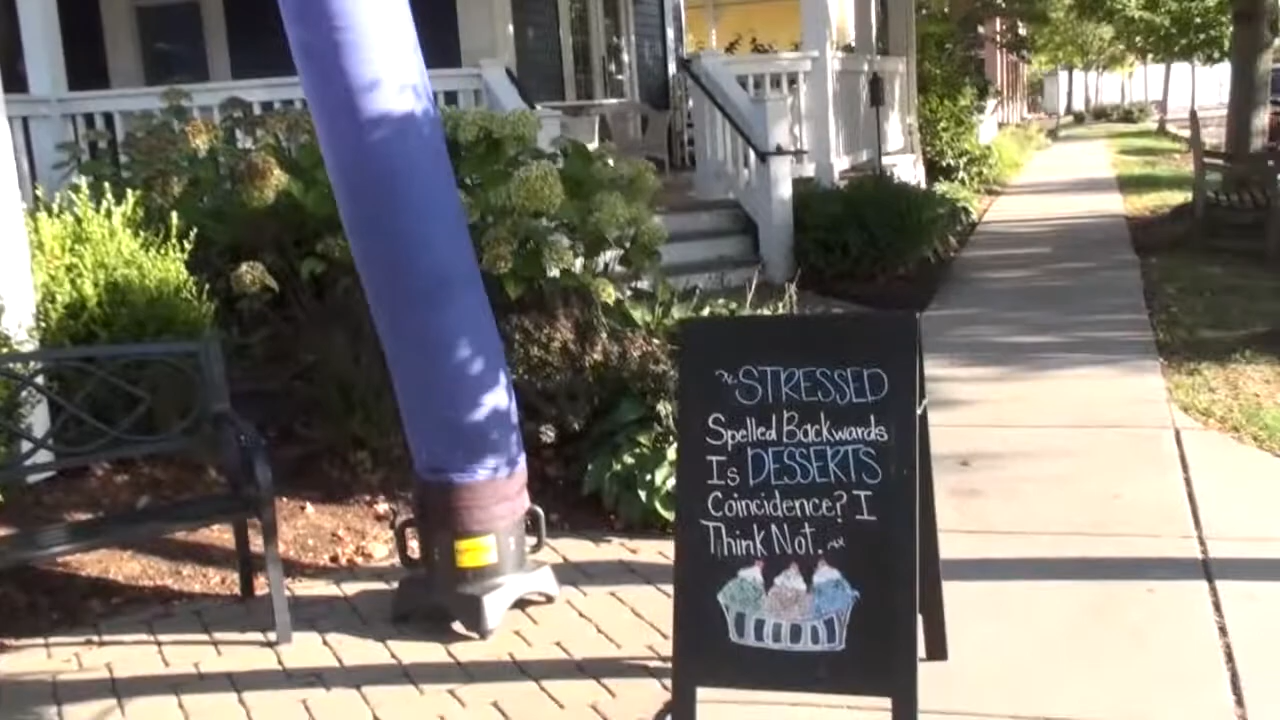 STRESSED
Spelled Backwards
Is DESSERTS
Coincidence? I
Think Not.